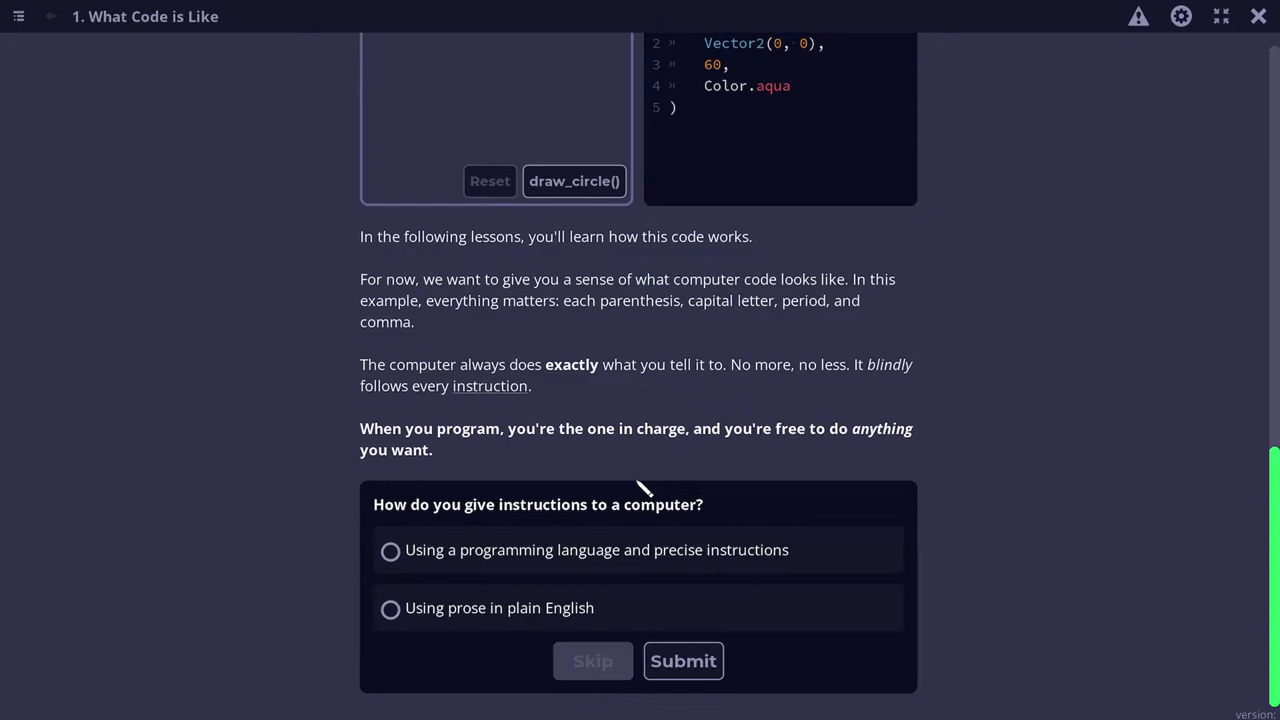 1. What Code is Like
2 Vector2(0, 0),
3 60,
4 Color.aqua
5 )
Reset draw_circle()
In the following lessons, you'll learn how this code works.
For now, we want to give you a sense of what computer code looks like. In this
example, everything matters: each parenthesis, capital letter, period, and
comma.
The computer always does exactly what you tell it to. No more, no less. It blindly
follows every instruction.
When you program, you're the one in charge, and you're free to do anything
you want.
How do you give instructions to a computer?
Using a programming language and precise instructions
Using prose in plain English
Skip Submit
version: